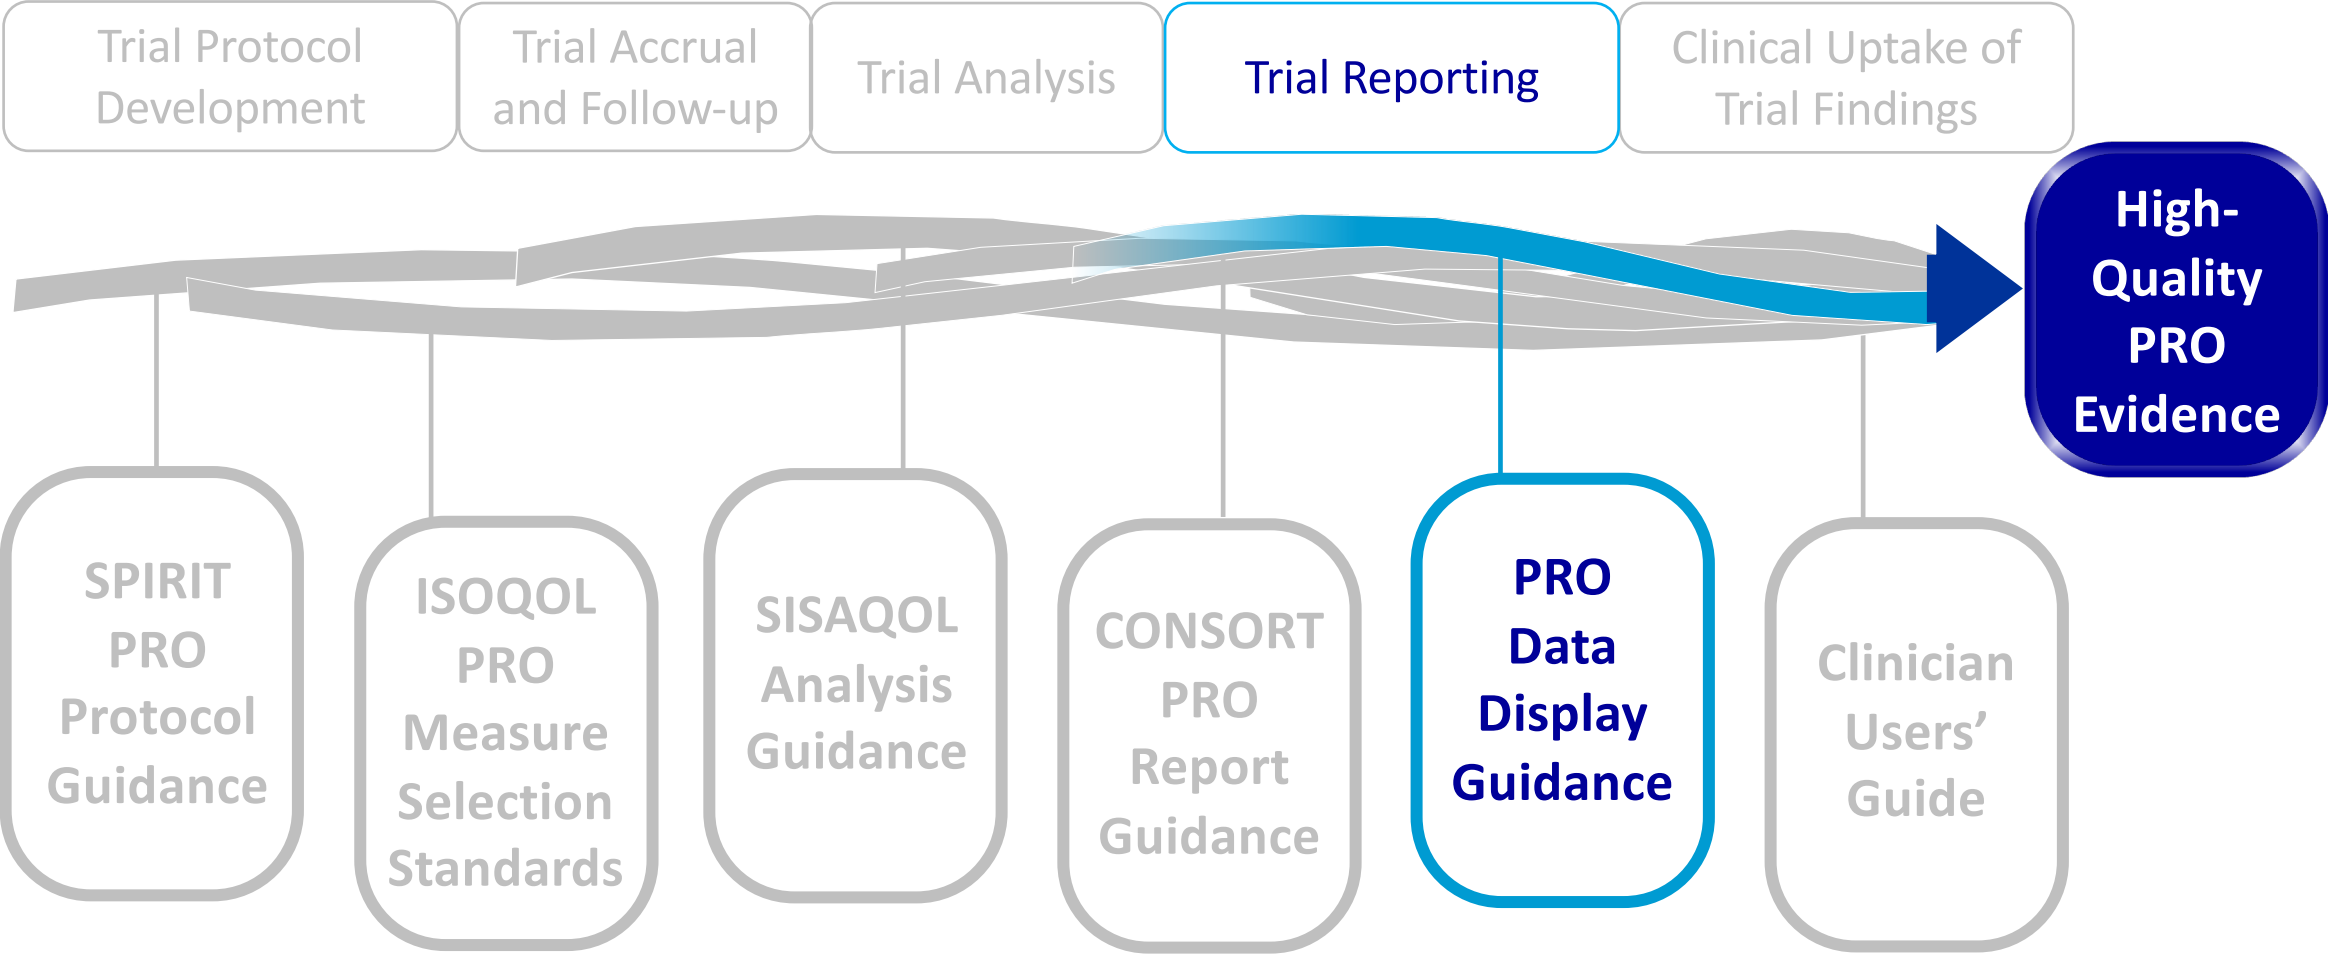 Trial Protocol
Development
Trial Accrual
and Follow-up
Trial Analysis
Trial Reporting
Clinical Uptake of
Trial Findings
High-
Quality
PRO
Evidence
SPIRIT
PRO
Protocol
Guidance
ISOQOL
PRO
Measure
Selection
Standards
SISAQOL
Analysis
Guidance
CONSORT
PRO
Report
Guidance
PRO
Data
Display
Guidance
Clinician
Users’
Guide